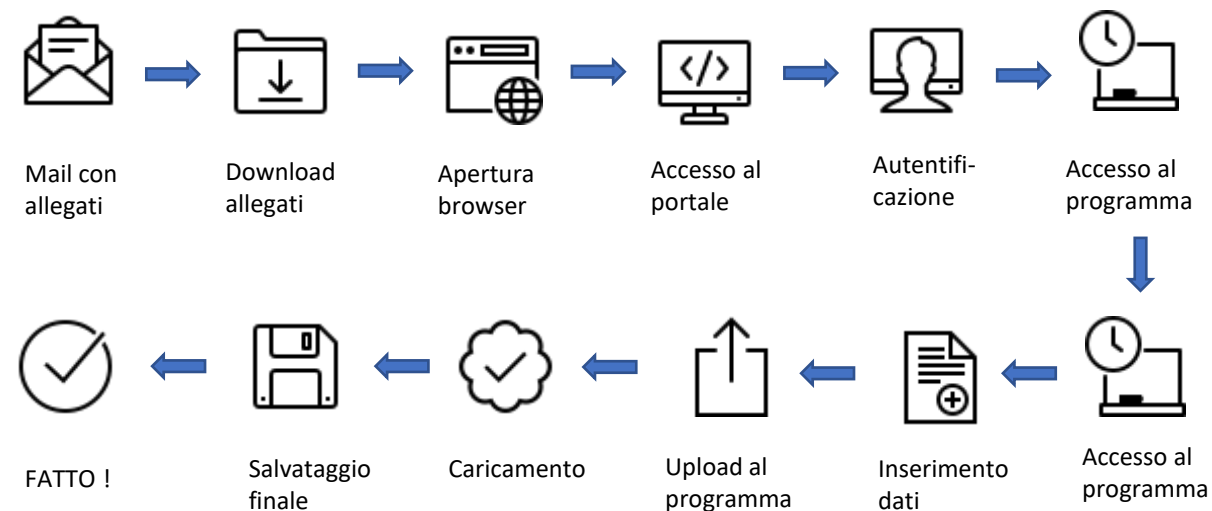 Mail con
allegati
Download
allegati
Apertura
browser
Accesso al
portale
Autentifi-
cazione
Accesso al
programma
FATTO !
Salvataggio
finale
Caricamento
Upload al
programma
Inserimento
dati
Accesso al
programma